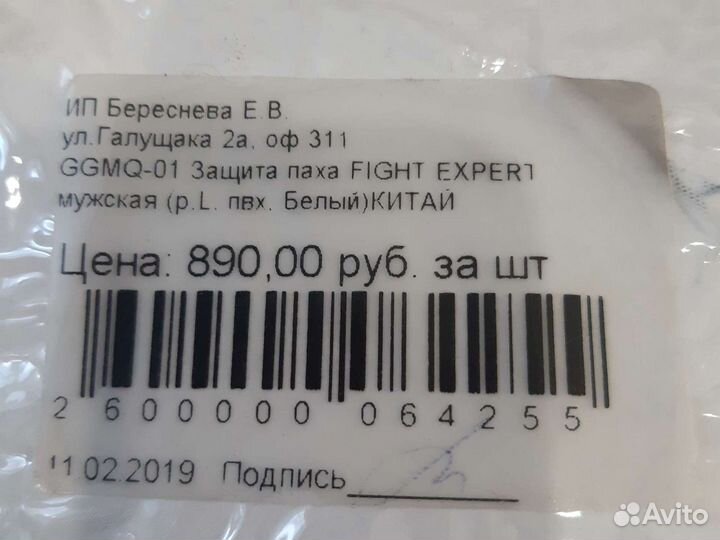 ИП Береснева Е.В.
ул.Галущака 2а, оф 311
GGMQ-01 Защита паха FIGHT EXPERT
мужская (р.L. пвх. Белый)КИТАЙ
Цена: 890,00 руб. за шт
2 600000 064255
11.02.2019 Подпись
Avito